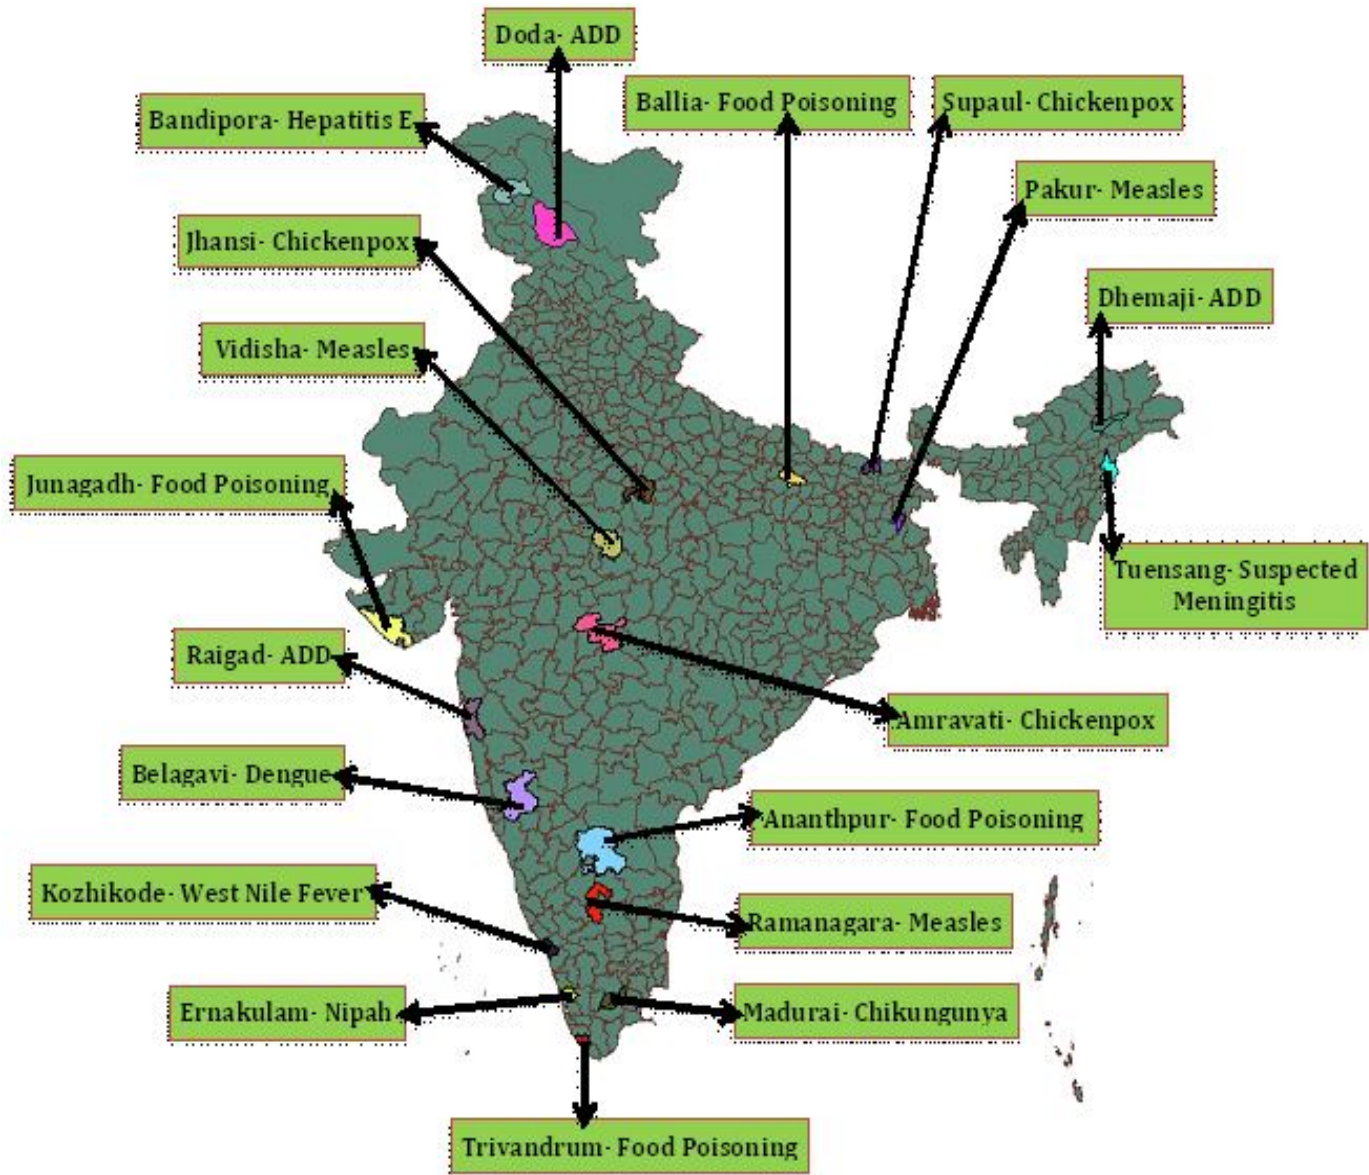 Doda- ADD
Ballia- Food Poisoning
Supaul- Chickenpox
Bandipora- Hepatitis E
Pakur- Measles
Jhansi- Chickenpox
Dhemaji- ADD
Vidisha- Measles
Junagadh- Food Poisoning
Tuensang- Suspected
Meningitis
Raigad- ADD
Amravati- Chickenpox
Belagavi- Dengue
Ananthpur- Food Poisoning
Kozhikode- West Nile Fever
Ramanagara- Measles
Ernakulam- Nipah
Madurai- Chikungunya
Trivandrum- Food Poisoning